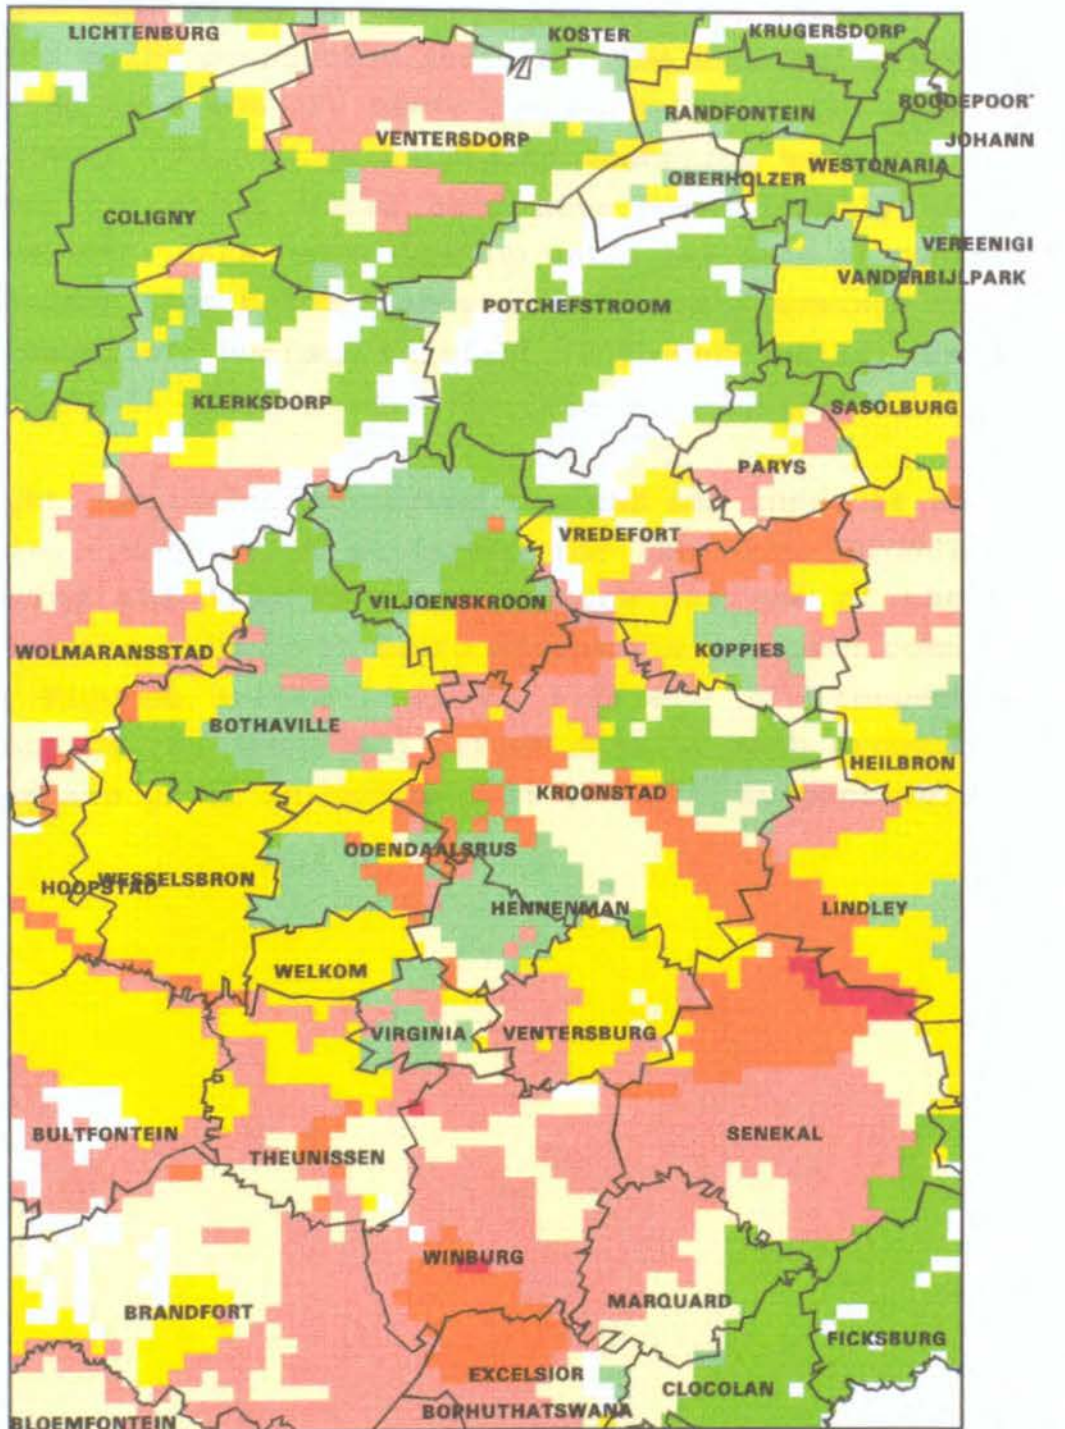 LICHTENBURG
KOSTER
KRUGERSDORP
ROODEPOOR
RANDFONTEIN
VENTERSDORP
JOHANN
WESTONARIA
OBERHOLZER
COLIGNY
VEREENIGI
VANDERBIJLPARK
POTCHEFSTROOM
KLERKSDORP
SASOLBURG
PARYS
VREDEFORT
VILJOENSKROON
WOLMARANSSTAD
KOPPIES
BOTHAVILLE
HEILBRON
KROONSTAD
ODENDAALSRUS
WESSELSBRON
HOOPSTAD
HENNENMAN
LINDLEY
WELKOM
VIRGINIA
VENTERSBURG
BULTFONTEIN
SENEKAL
THEUNISSEN
WINBURG
MARQUARD
BRANDFORT
FICKSBURG
EXCELSIOR
CLOCOLAN
BOPHUTHATSWANA
BLOEMFONTEIN